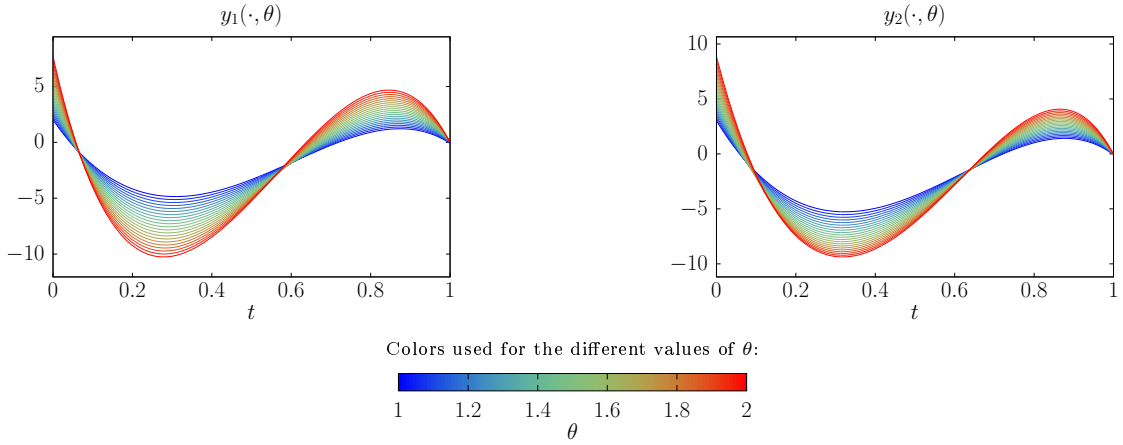 y₁(·, θ)
5
0
−5
−10
0 0.2 0.4 0.6 0.8 1
t
y₂(·, θ)
10
5
0
−5
−10
0 0.2 0.4 0.6 0.8 1
t
Colors used for the different values of θ:
1 1.2 1.4 1.6 1.8 2
θ